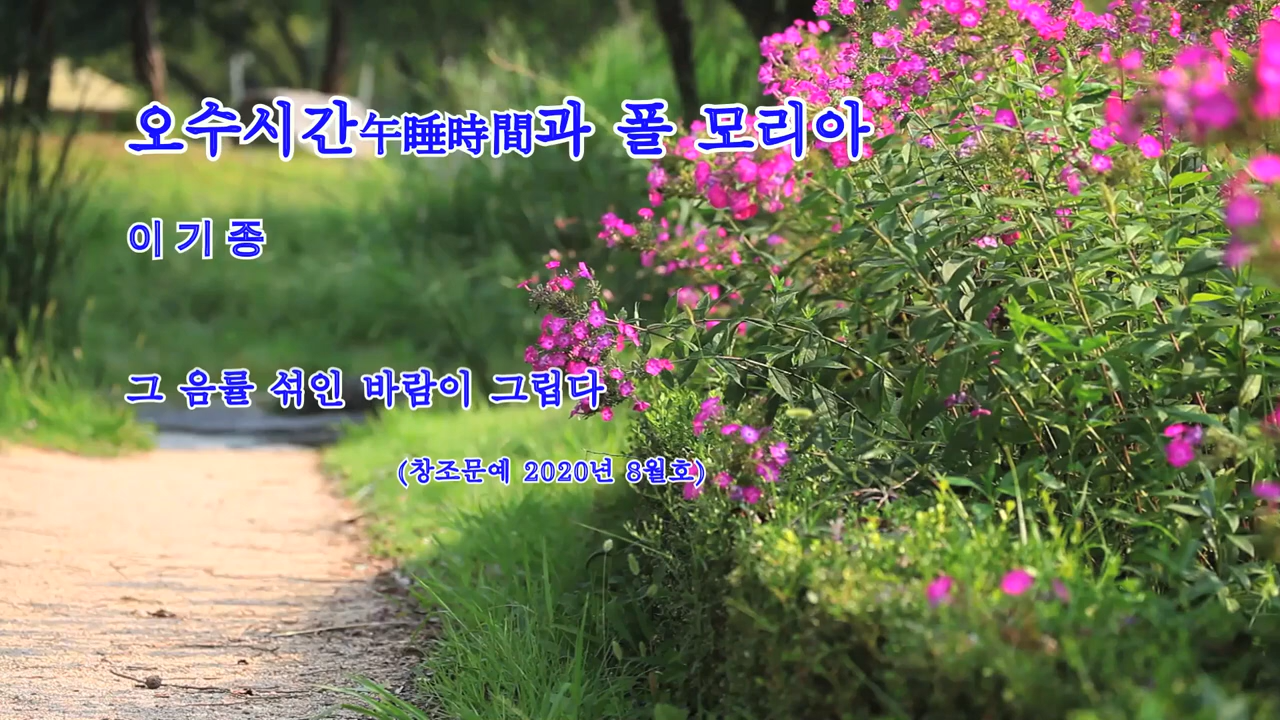 오수시간午睡時間과 폴 모리아
이기종
그 음률 섞인 바람이 그립다
(창조문예 2020년 8월호)